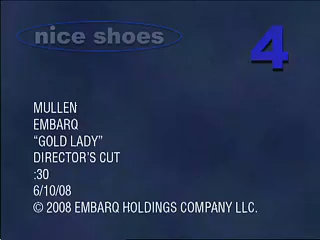 nice shoes
4
MULLEN
EMBARQ
“GOLD LADY”
DIRECTOR’S CUT
:30
6/10/08
© 2008 EMBARQ HOLDINGS COMPANY LLC.